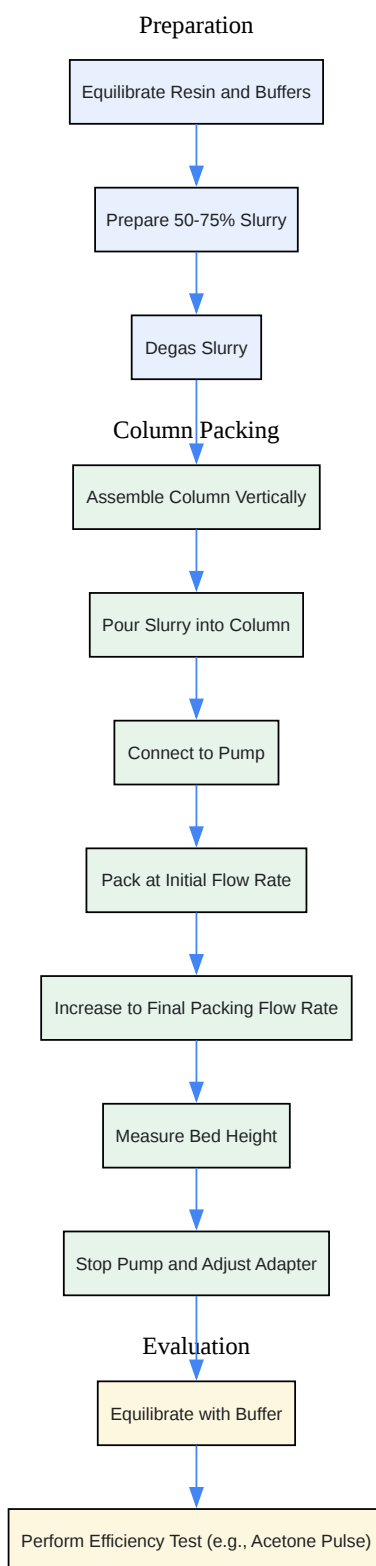 Preparation
Equilibrate Resin and Buffers
Prepare 50-75% Slurry
Degas Slurry
Column Packing
Assemble Column Vertically
Pour Slurry into Column
Connect to Pump
Pack at Initial Flow Rate
Increase to Final Packing Flow Rate
Measure Bed Height
Stop Pump and Adjust Adapter
Evaluation
Equilibrate with Buffer
Perform Efficiency Test (e.g., Acetone Pulse)